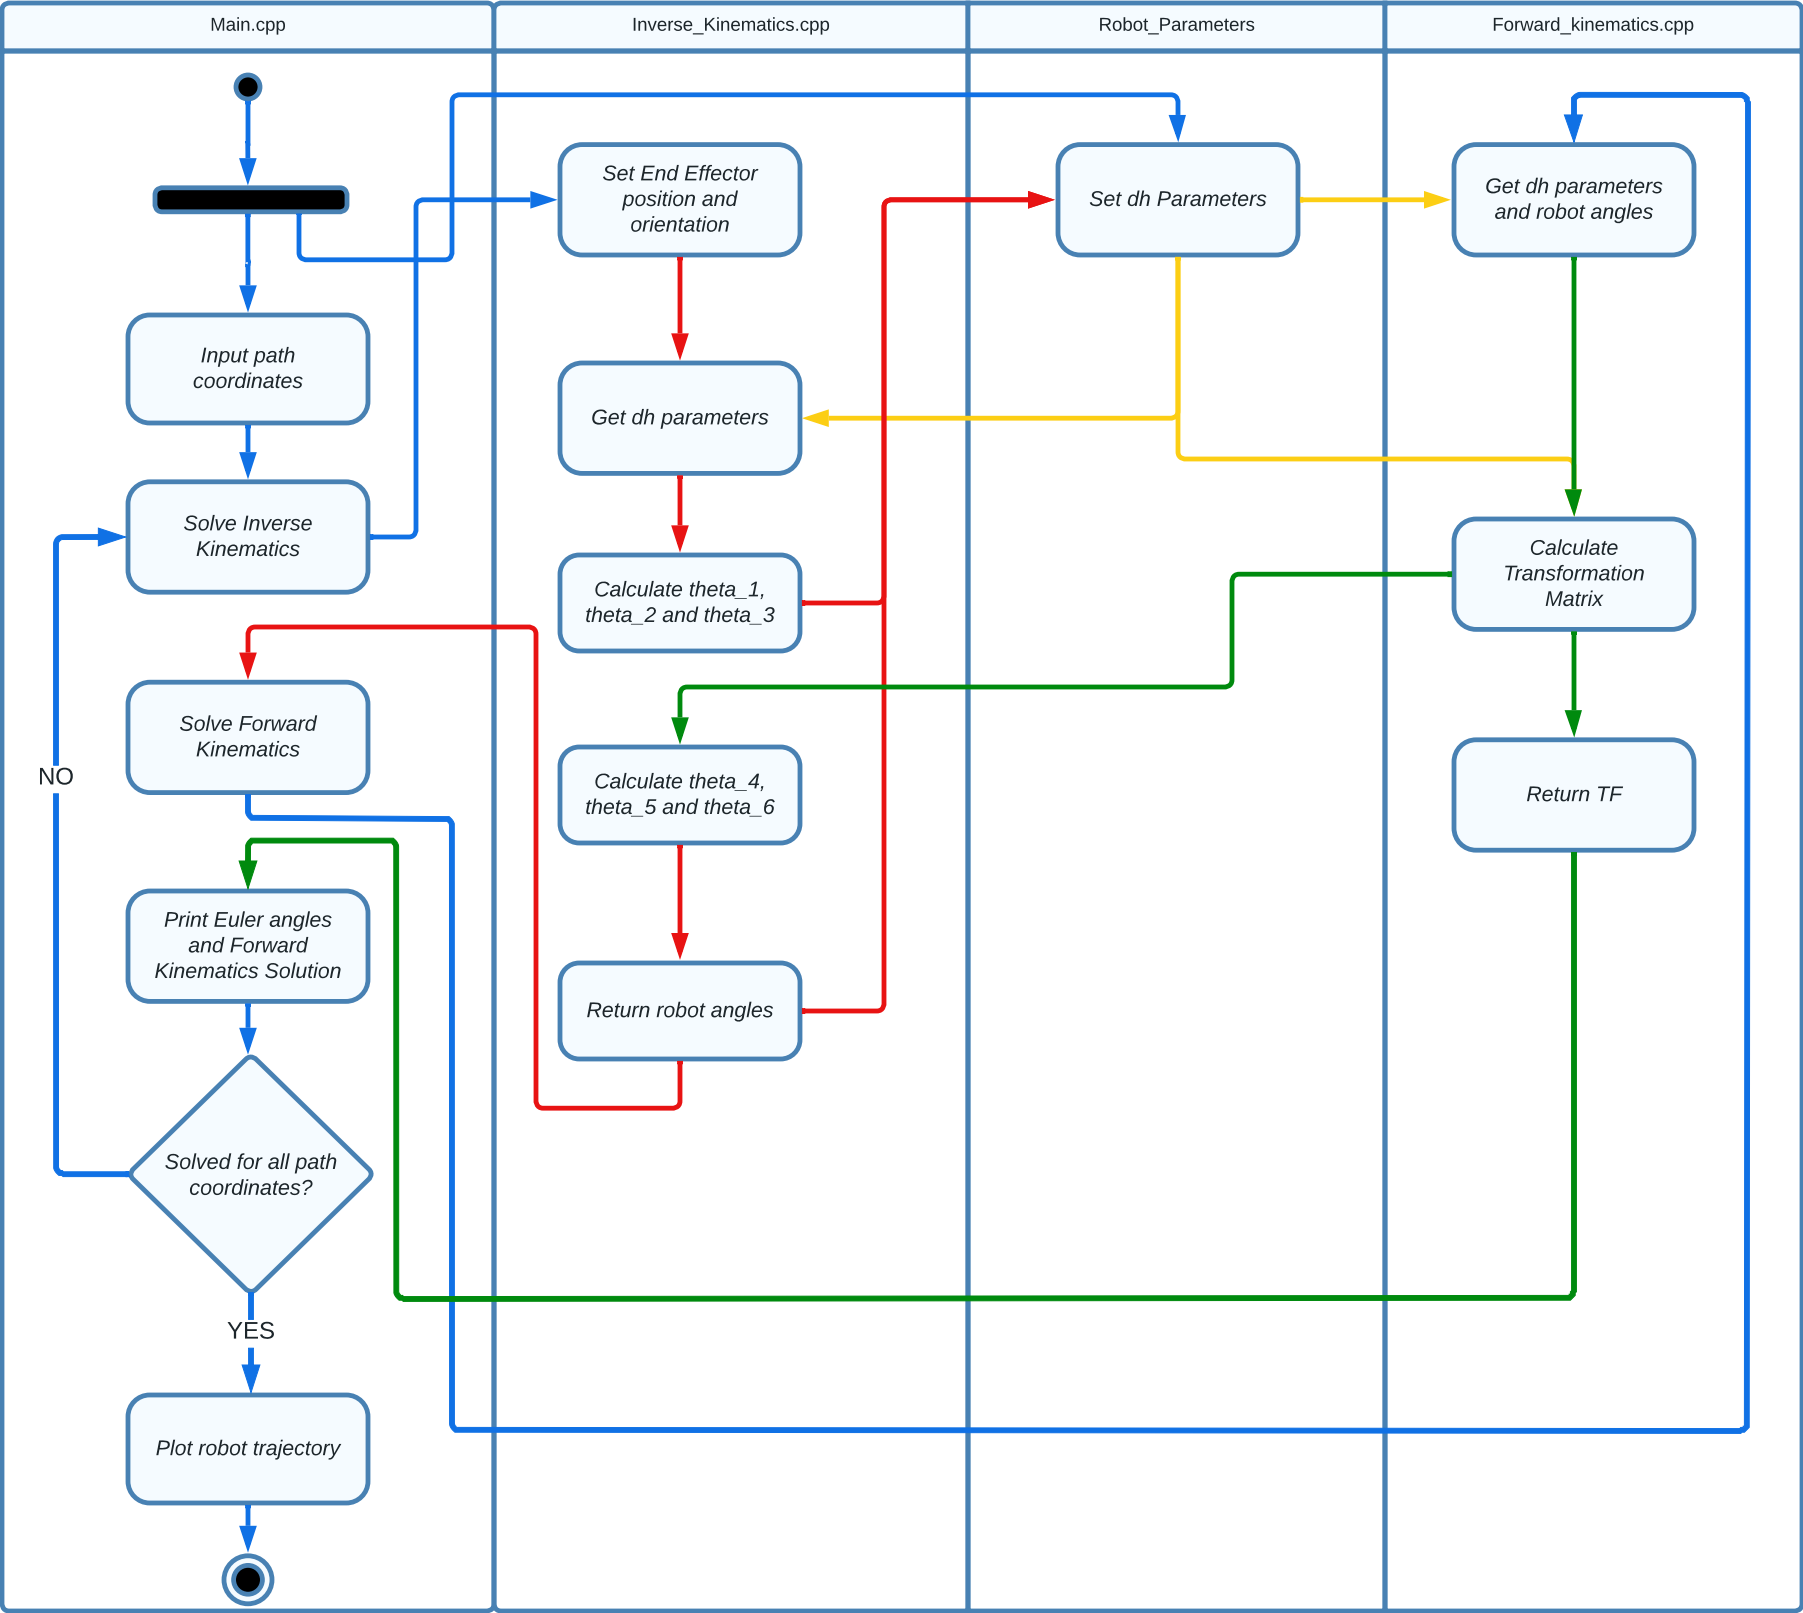 Main.cpp
Inverse_Kinematics.cpp
Robot_Parameters
Forward_kinematics.cpp
Input path
coordinates
Solve Inverse
Kinematics
Solve Forward
Kinematics
NO
Print Euler angles
and Forward
Kinematics Solution
Solved for all path
coordinates?
YES
Plot robot trajectory
Set End Effector
position and
orientation
Get dh parameters
Calculate theta_1,
theta_2 and theta_3
Calculate theta_4,
theta_5 and theta_6
Return robot angles
Set dh Parameters
Get dh parameters
and robot angles
Calculate
Transformation
Matrix
Return TF